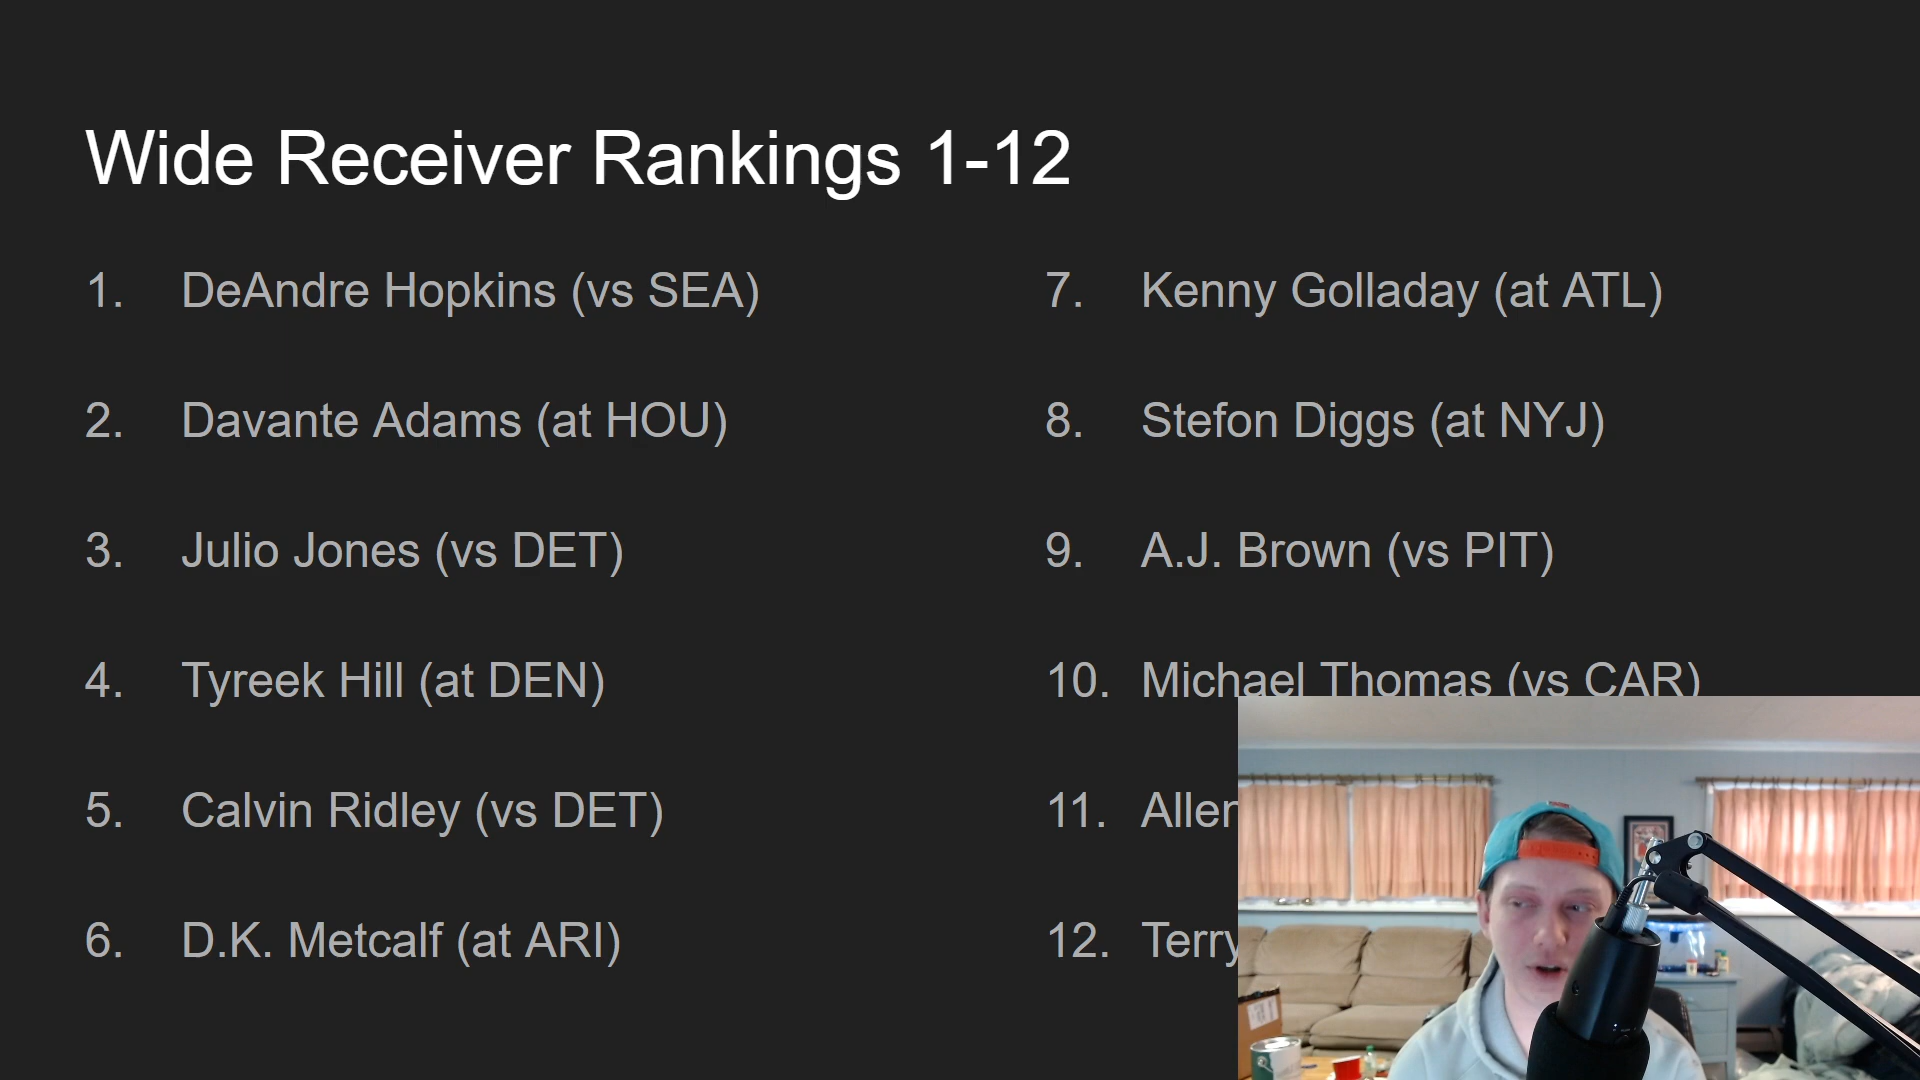 Wide Receiver Rankings 1-12
1. DeAndre Hopkins (vs SEA)
2. Davante Adams (at HOU)
3. Julio Jones (vs DET)
4. Tyreek Hill (at DEN)
5. Calvin Ridley (vs DET)
6. D.K. Metcalf (at ARI)
7. Kenny Golladay (at ATL)
8. Stefon Diggs (at NYJ)
9. A.J. Brown (vs PIT)
10. Michael Thomas (vs CAR)
11. Allen
12. Terry